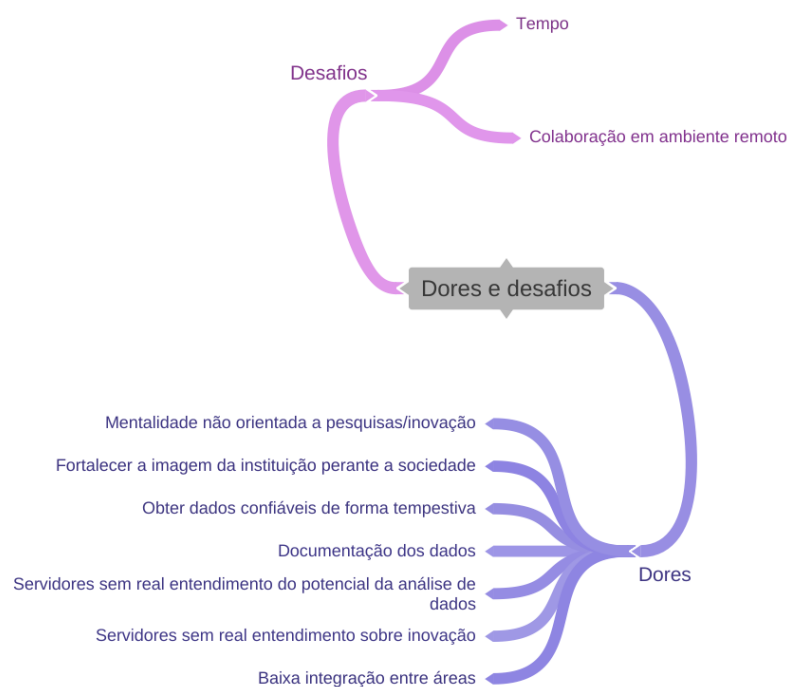 Tempo
Desafios
Colaboração em ambiente remoto
Dores e desafios
Mentalidade não orientada a pesquisas/inovação
Fortalecer a imagem da instituição perante a sociedade
Obter dados confiáveis de forma tempestiva
Documentação dos dados
Dores
Servidores sem real entendimento do potencial da análise de
dados
Servidores sem real entendimento sobre inovação
Baixa integração entre áreas